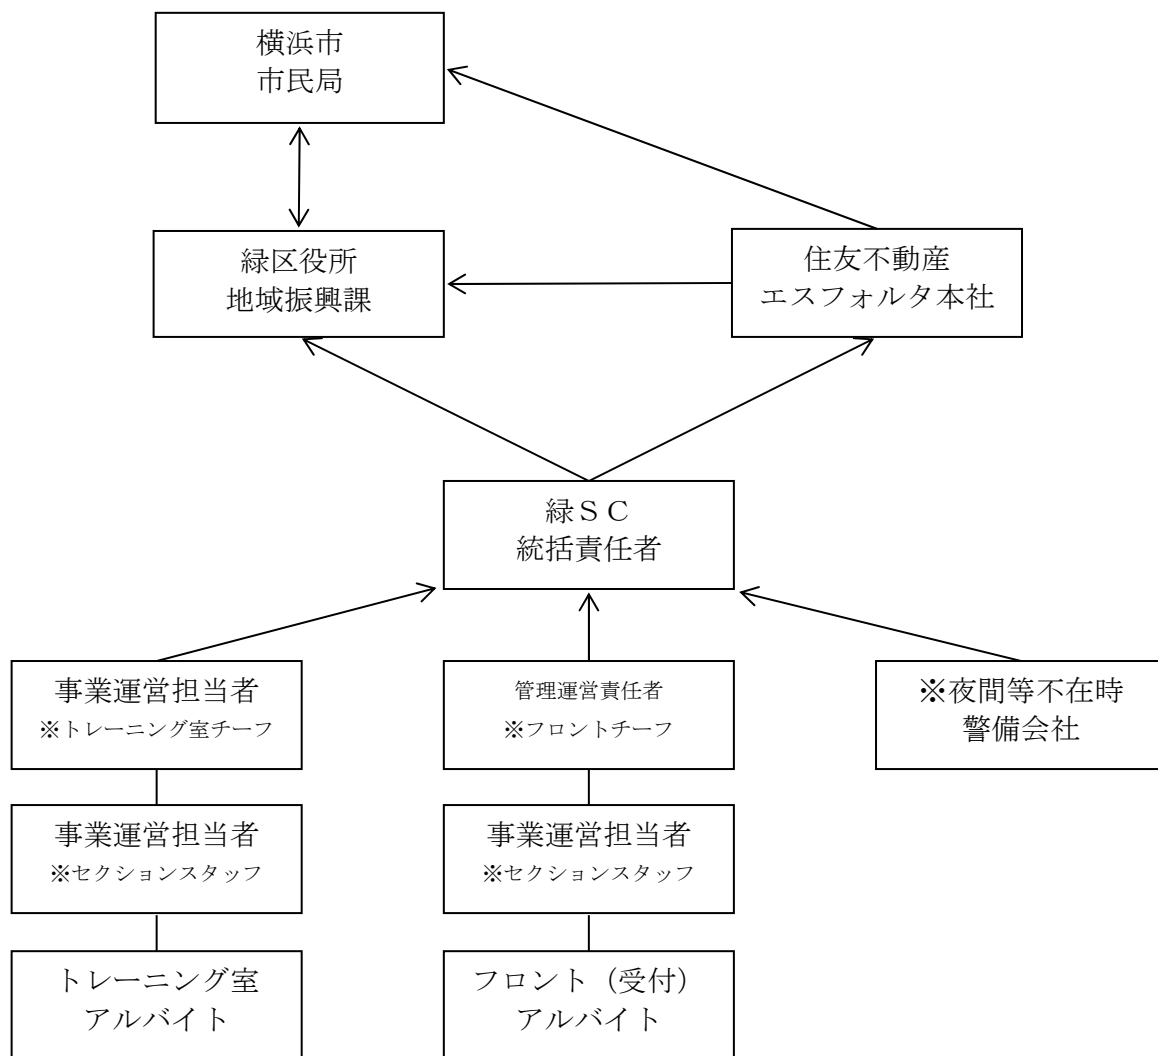 横浜市
市民局
緑区役所
地域振興課
住友不動産
エスフォルタ本社
緑ＳＣ
統括責任者
事業運営担当者
※トレーニング室チーフ
管理運営責任者
※フロントチーフ
※夜間等不在時
警備会社
事業運営担当者
※セクションスタッフ
事業運営担当者
※セクションスタッフ
トレーニング室
アルバイト
フロント（受付）
アルバイト